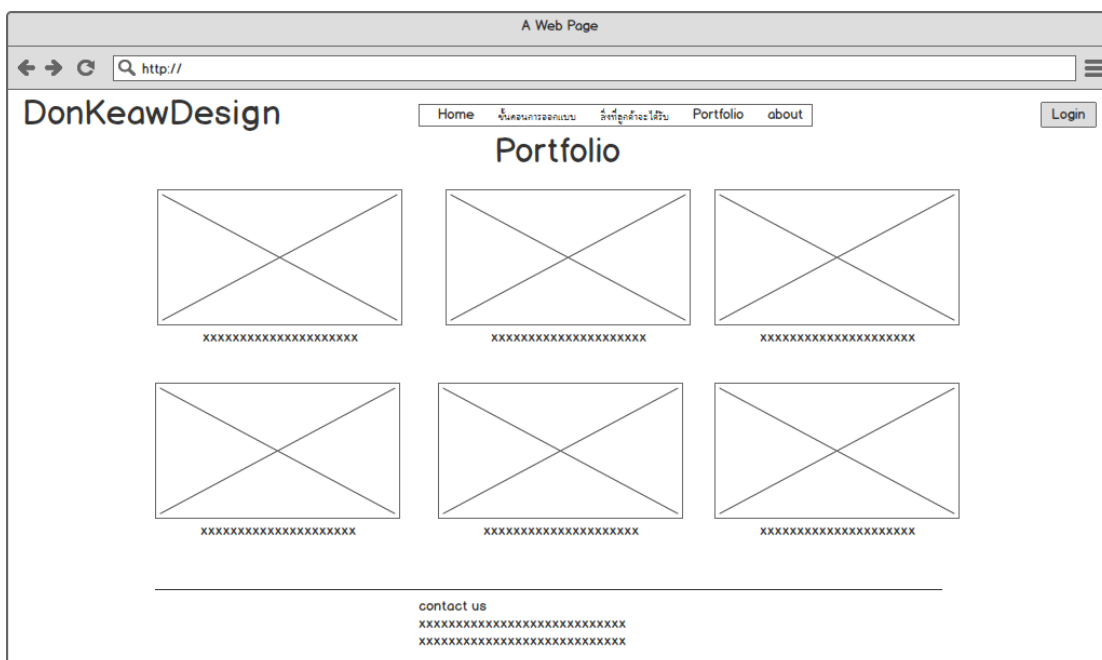 A Web Page
http://
DonKeawDesign
Home ขั้นตอนการออกแบบ สิ่งที่ลูกค้าจะได้รับ Portfolio about
Login
Portfolio
xxxxxxxxxxxxxxxxxxxxx xxxxxxxxxxxxxxxxxxxxx xxxxxxxxxxxxxxxxxxxxx
xxxxxxxxxxxxxxxxxxxxx xxxxxxxxxxxxxxxxxxxxx xxxxxxxxxxxxxxxxxxxxx
contact us
xxxxxxxxxxxxxxxxxxxxxxxxxxxx
xxxxxxxxxxxxxxxxxxxxxxxxxxxx